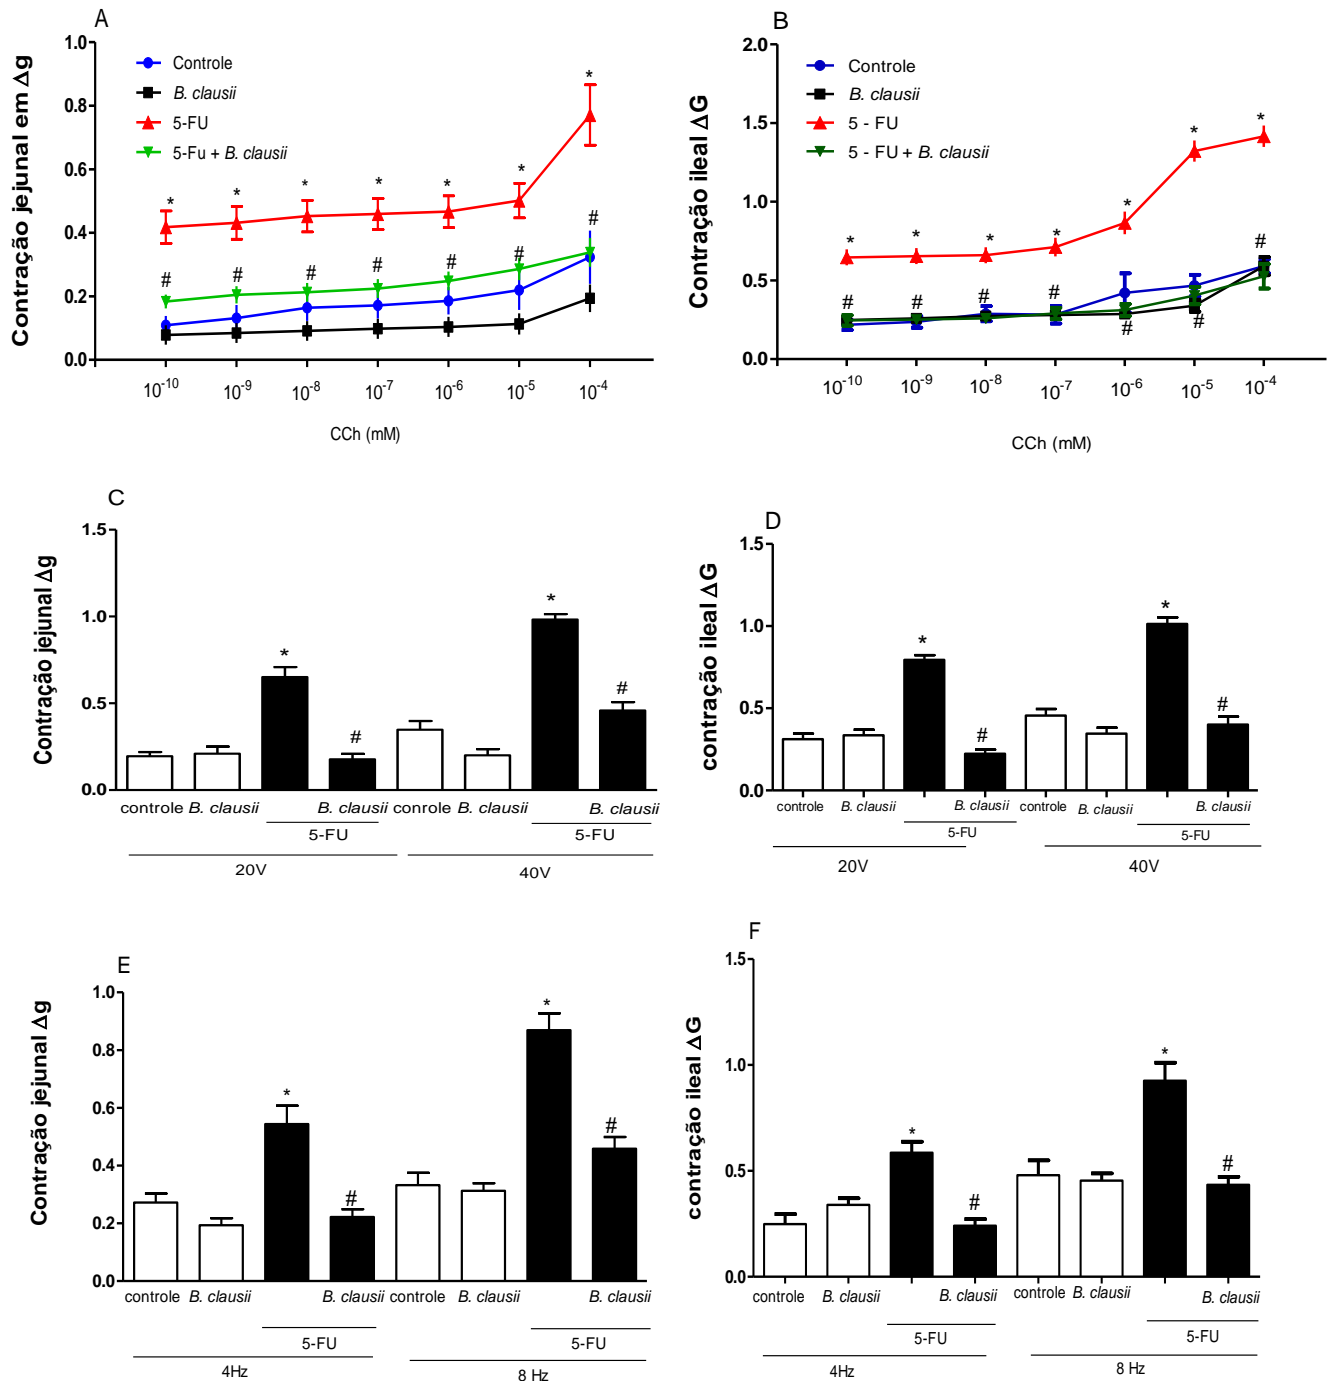 A
Contração jejunal em Δg
1.0
0.8
0.6
0.4
0.2
0.0
Controle
B. clausii
5-FU
5-Fu + B. clausii
* * * * * * *
# # # # # # #
10-10 10-9 10-8 10-7 10-6 10-5 10-4
CCh (mM)
B
Contração ileal ΔG
2.0
1.5
1.0
0.5
0.0
Controle
B. clausii
5 - FU
5 - FU + B. clausii
* * * * * * *
# # # # # # #
10-10 10-9 10-8 10-7 10-6 10-5 10-4
CCh (mM)
C
Contração jejunal Δg
1.5
1.0
0.5
0.0
* # * #
controle B. clausii B. clausii controle B. clausii B. clausii
5-FU 5-FU
20V 40V
D
contração ileal ΔG
1.5
1.0
0.5
0.0
* # * #
controle B. clausii B. clausii controle B. clausii B. clausii
5-FU 5-FU
20V 40V
E
Contração jejunal Δg
1.0
0.8
0.6
0.4
0.2
0.0
* # * #
controle B. clausii B. clausii controle B. clausii B. clausii
5-FU 5-FU
4Hz 8 Hz
F
contração ileal ΔG
1.5
1.0
0.5
0.0
* # * #
controle B. clausii B. clausii controle B. clausii B. clausii
5-FU 5-FU
4Hz 8 Hz